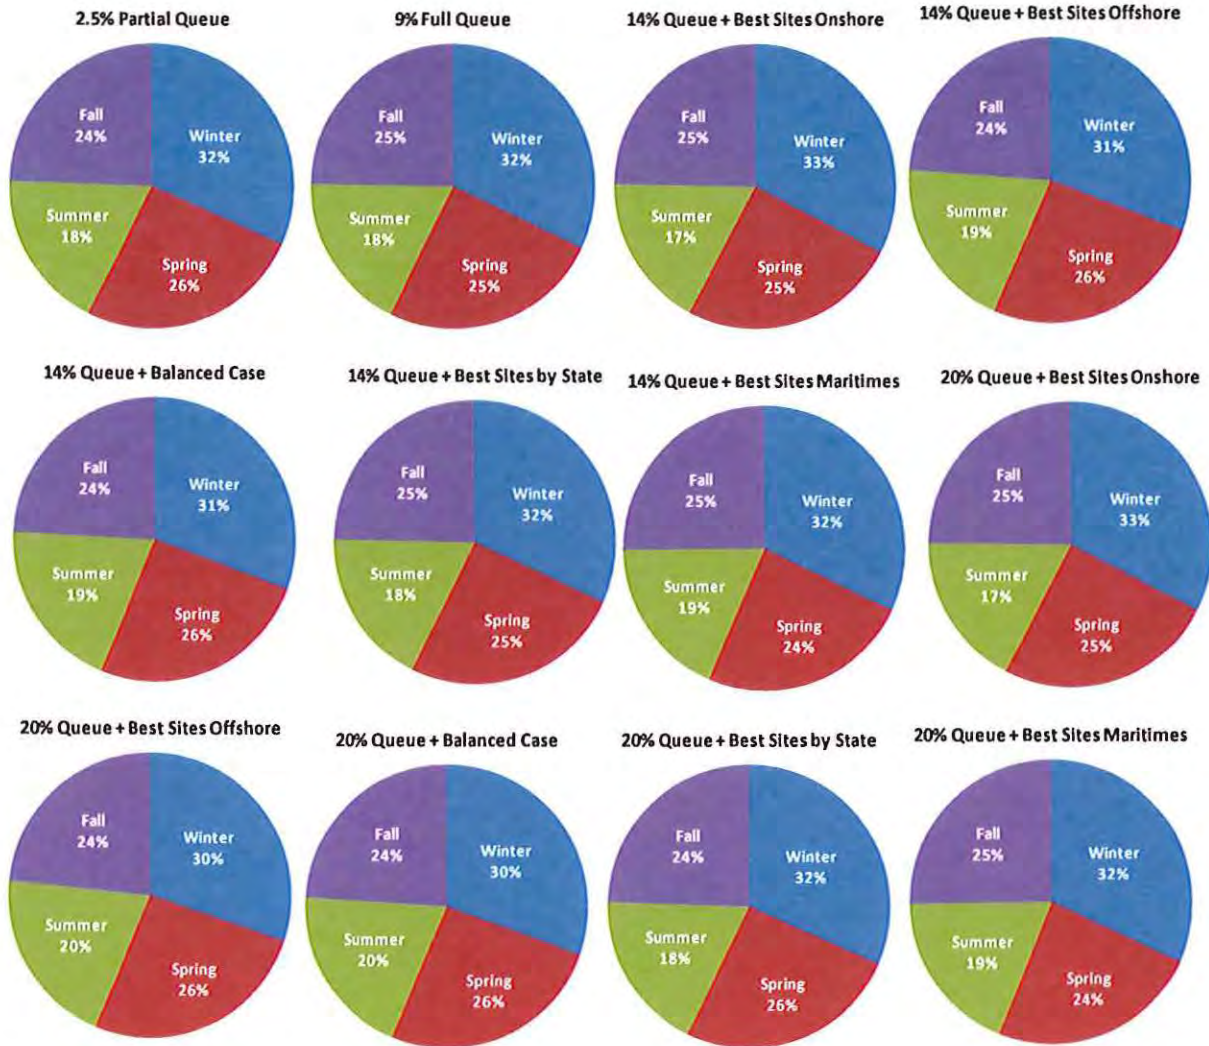 2.5% Partial Queue
Fall
24%
Winter
32%
Summer
18%
Spring
26%
9% Full Queue
Fall
25%
Winter
32%
Summer
18%
Spring
25%
14% Queue + Best Sites Onshore
Fall
25%
Winter
33%
Summer
17%
Spring
25%
14% Queue + Best Sites Offshore
Fall
24%
Winter
31%
Summer
19%
Spring
26%
14% Queue + Balanced Case
Fall
24%
Winter
31%
Summer
19%
Spring
26%
14% Queue + Best Sites by State
Fall
25%
Winter
32%
Summer
18%
Spring
25%
14% Queue + Best Sites Maritimes
Fall
25%
Winter
32%
Summer
19%
Spring
24%
20% Queue + Best Sites Onshore
Fall
25%
Winter
33%
Summer
17%
Spring
25%
20% Queue + Best Sites Offshore
Fall
24%
Winter
30%
Summer
20%
Spring
26%
20% Queue + Balanced Case
Fall
24%
Winter
30%
Summer
20%
Spring
26%
20% Queue + Best Sites by State
Fall
24%
Winter
32%
Summer
18%
Spring
26%
20% Queue + Best Sites Maritimes
Fall
25%
Winter
32%
Summer
19%
Spring
24%